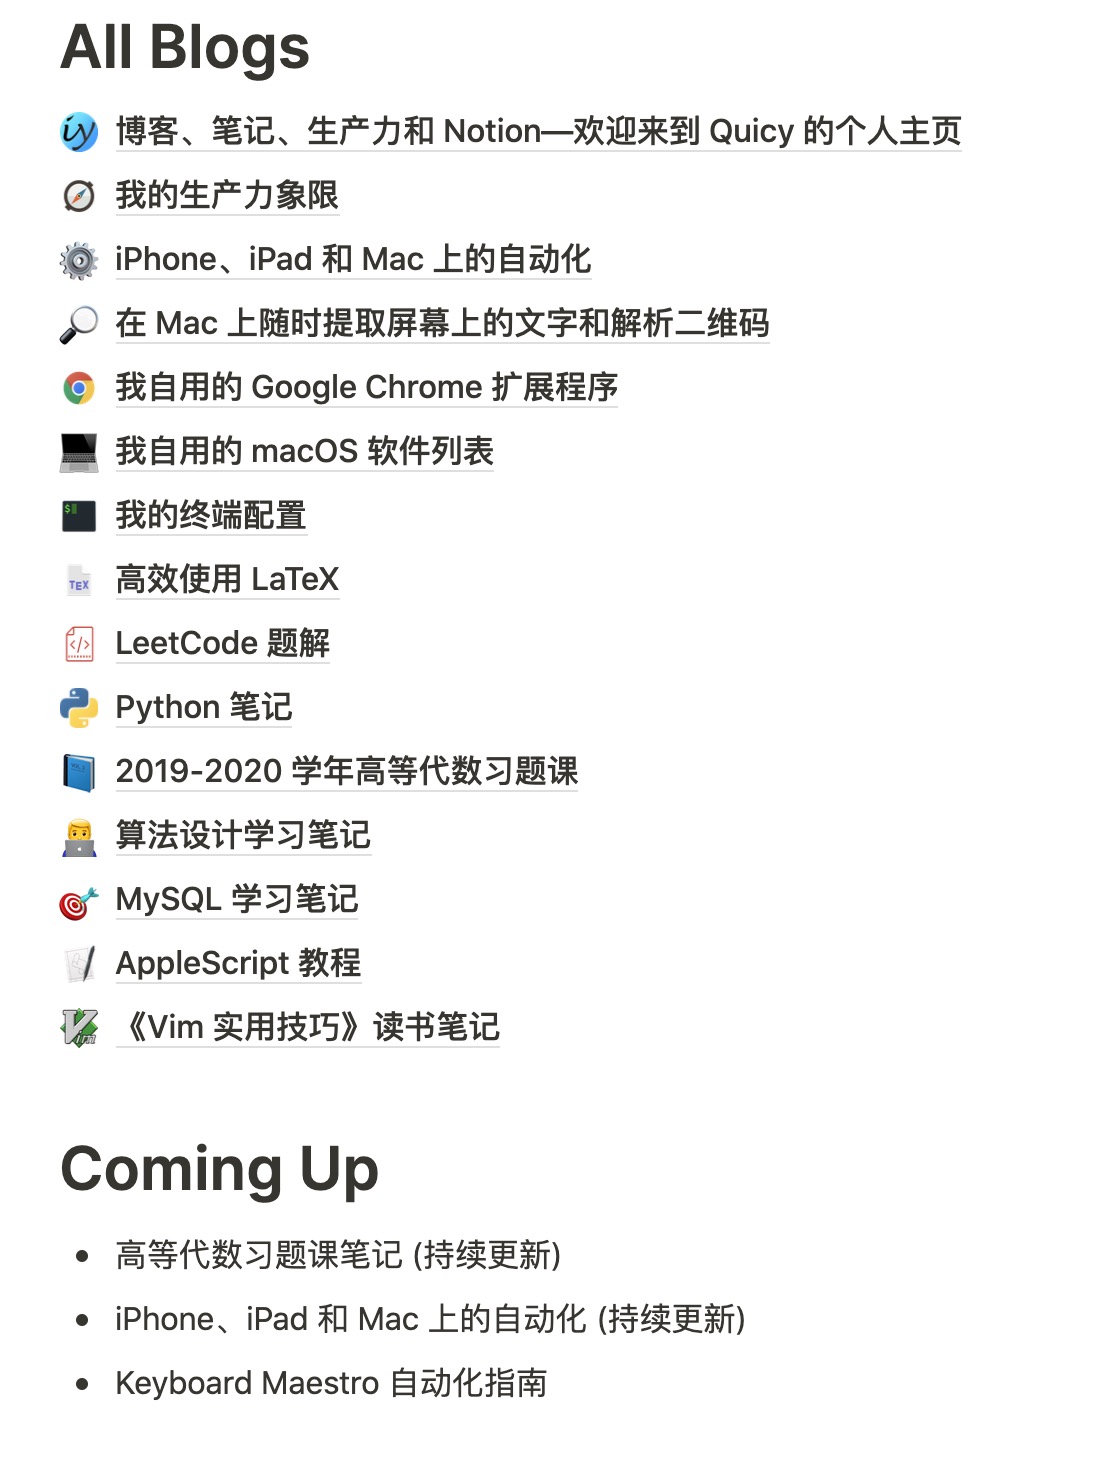 All Blogs
博客、笔记、生产力和 Notion—欢迎来到 Quicy 的个人主页
我的生产力象限
iPhone、iPad 和 Mac 上的自动化
在 Mac 上随时提取屏幕上的文字和解析二维码
我自用的 Google Chrome 扩展程序
我自用的 macOS 软件列表
我的终端配置
高效使用 LaTeX
LeetCode 题解
Python 笔记
2019-2020 学年高等代数习题课
算法设计学习笔记
MySQL 学习笔记
AppleScript 教程
《Vim 实用技巧》读书笔记
Coming Up
高等代数习题课笔记 (持续更新)
iPhone、iPad 和 Mac 上的自动化 (持续更新)
Keyboard Maestro 自动化指南